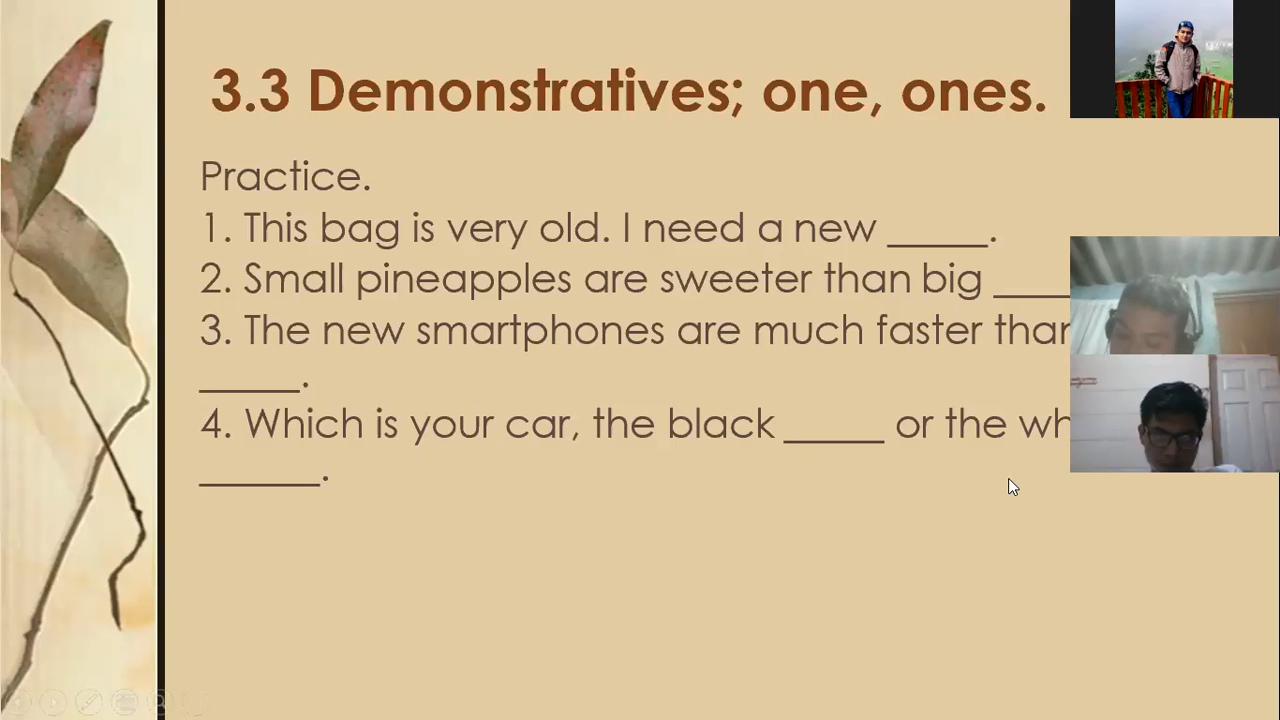 3.3 Demonstratives; one, ones.
Practice.
1. This bag is very old. I need a new _____.
2. Small pineapples are sweeter than big ____
3. The new smartphones are much faster
_____.
4. Which is your car, the black _____ or the
______.